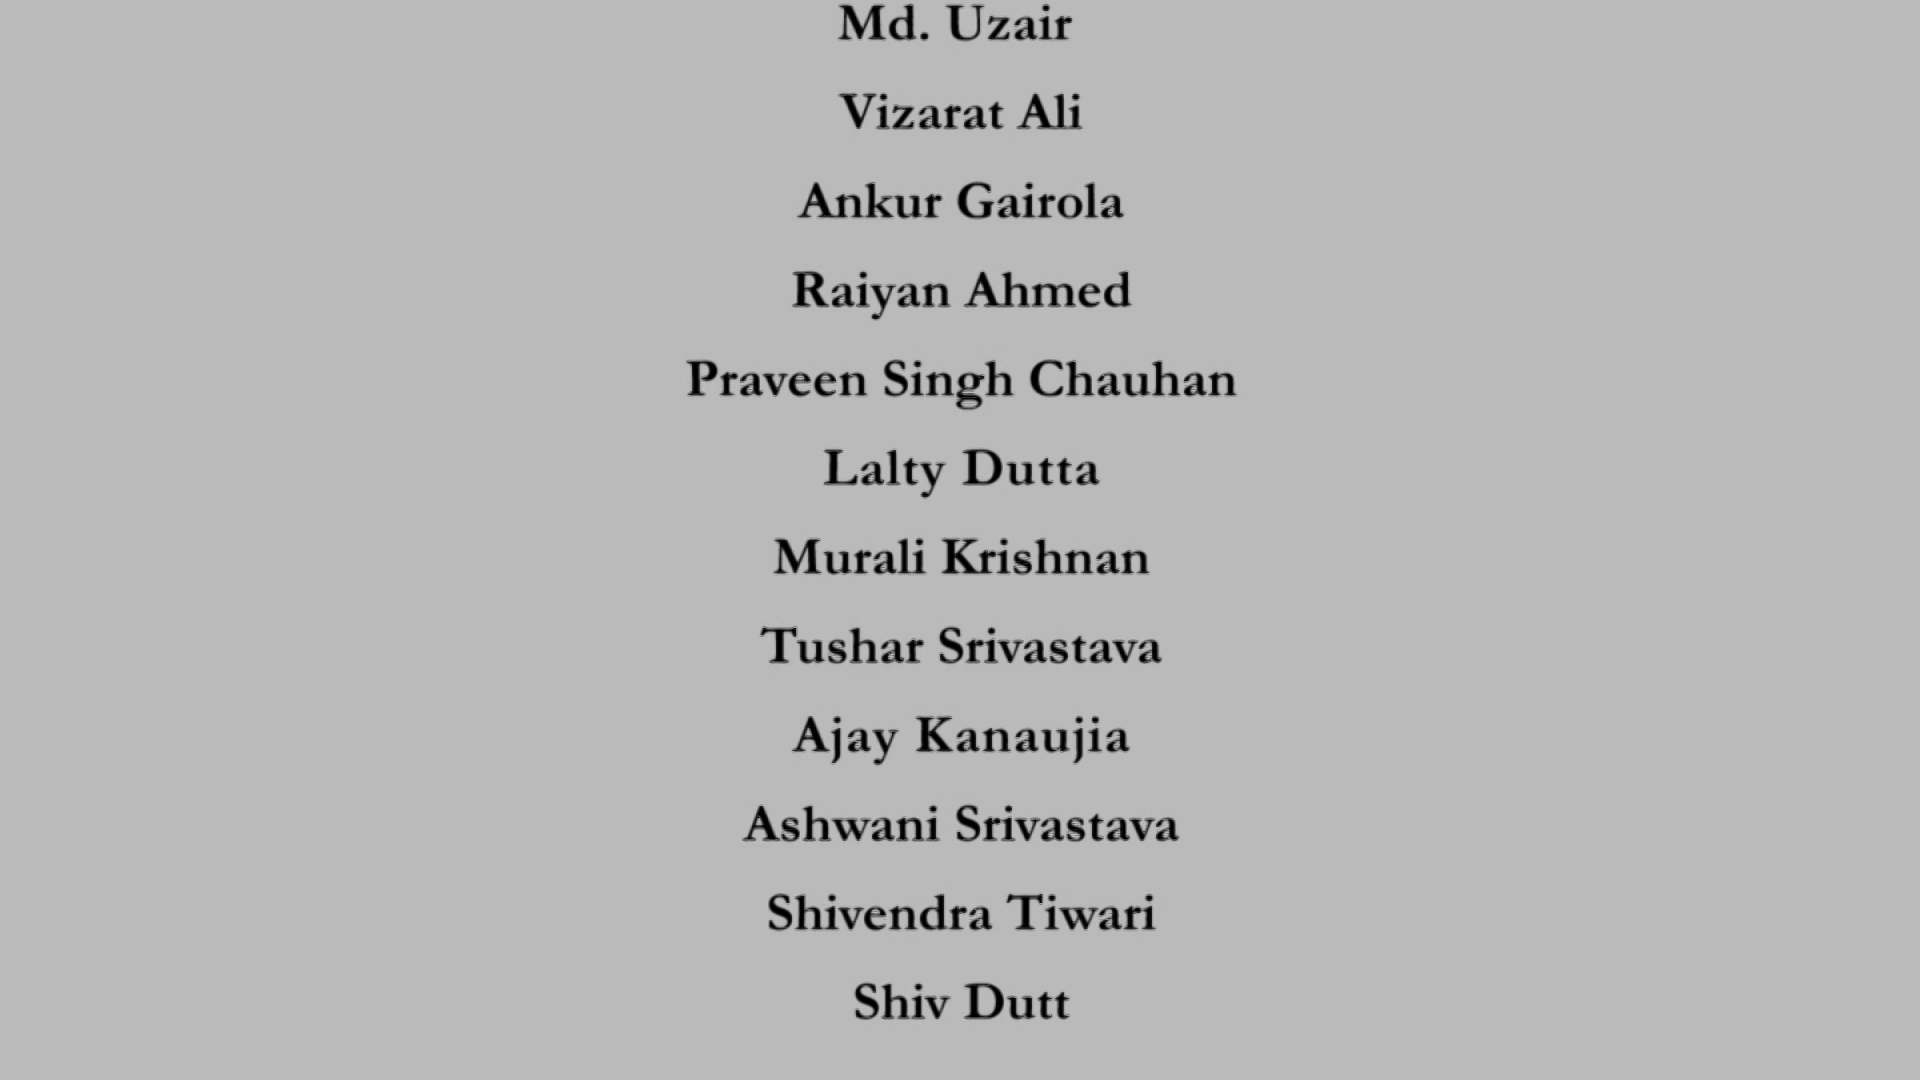 Md. Uzair
Vizarat Ali
Ankur Gairola
Raiyan Ahmed
Praveen Singh Chauhan
Lalty Dutta
Murali Krishnan
Tushar Srivastava
Ajay Kanaujia
Ashwani Srivastava
Shivendra Tiwari
Shiv Dutt